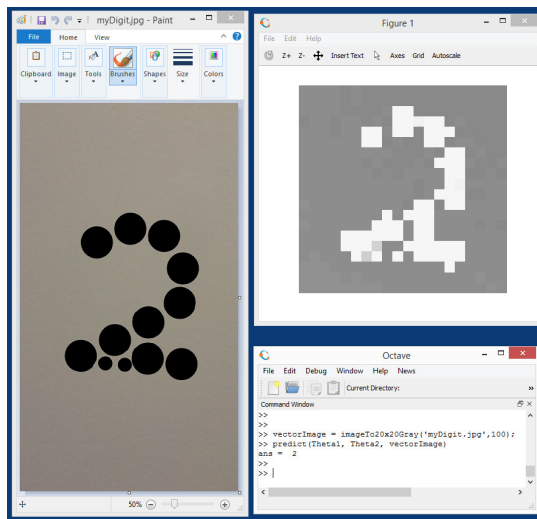 myDigit.jpg - Paint
File Home View
Clipboard Image Tools Brushes Shapes Size Colors
50%
Figure 1
File Edit Help
Z+ Z- Insert Text Axes Grid Autoscale
Octave
File Edit Debug Window Help News
Current Directory:
Command Window
>>
>>
>> vectorImage = imageTo20x20Gray('myDigit.jpg',100);
>> predict(Theta1, Theta2, vectorImage)
ans = 2
>>
>>